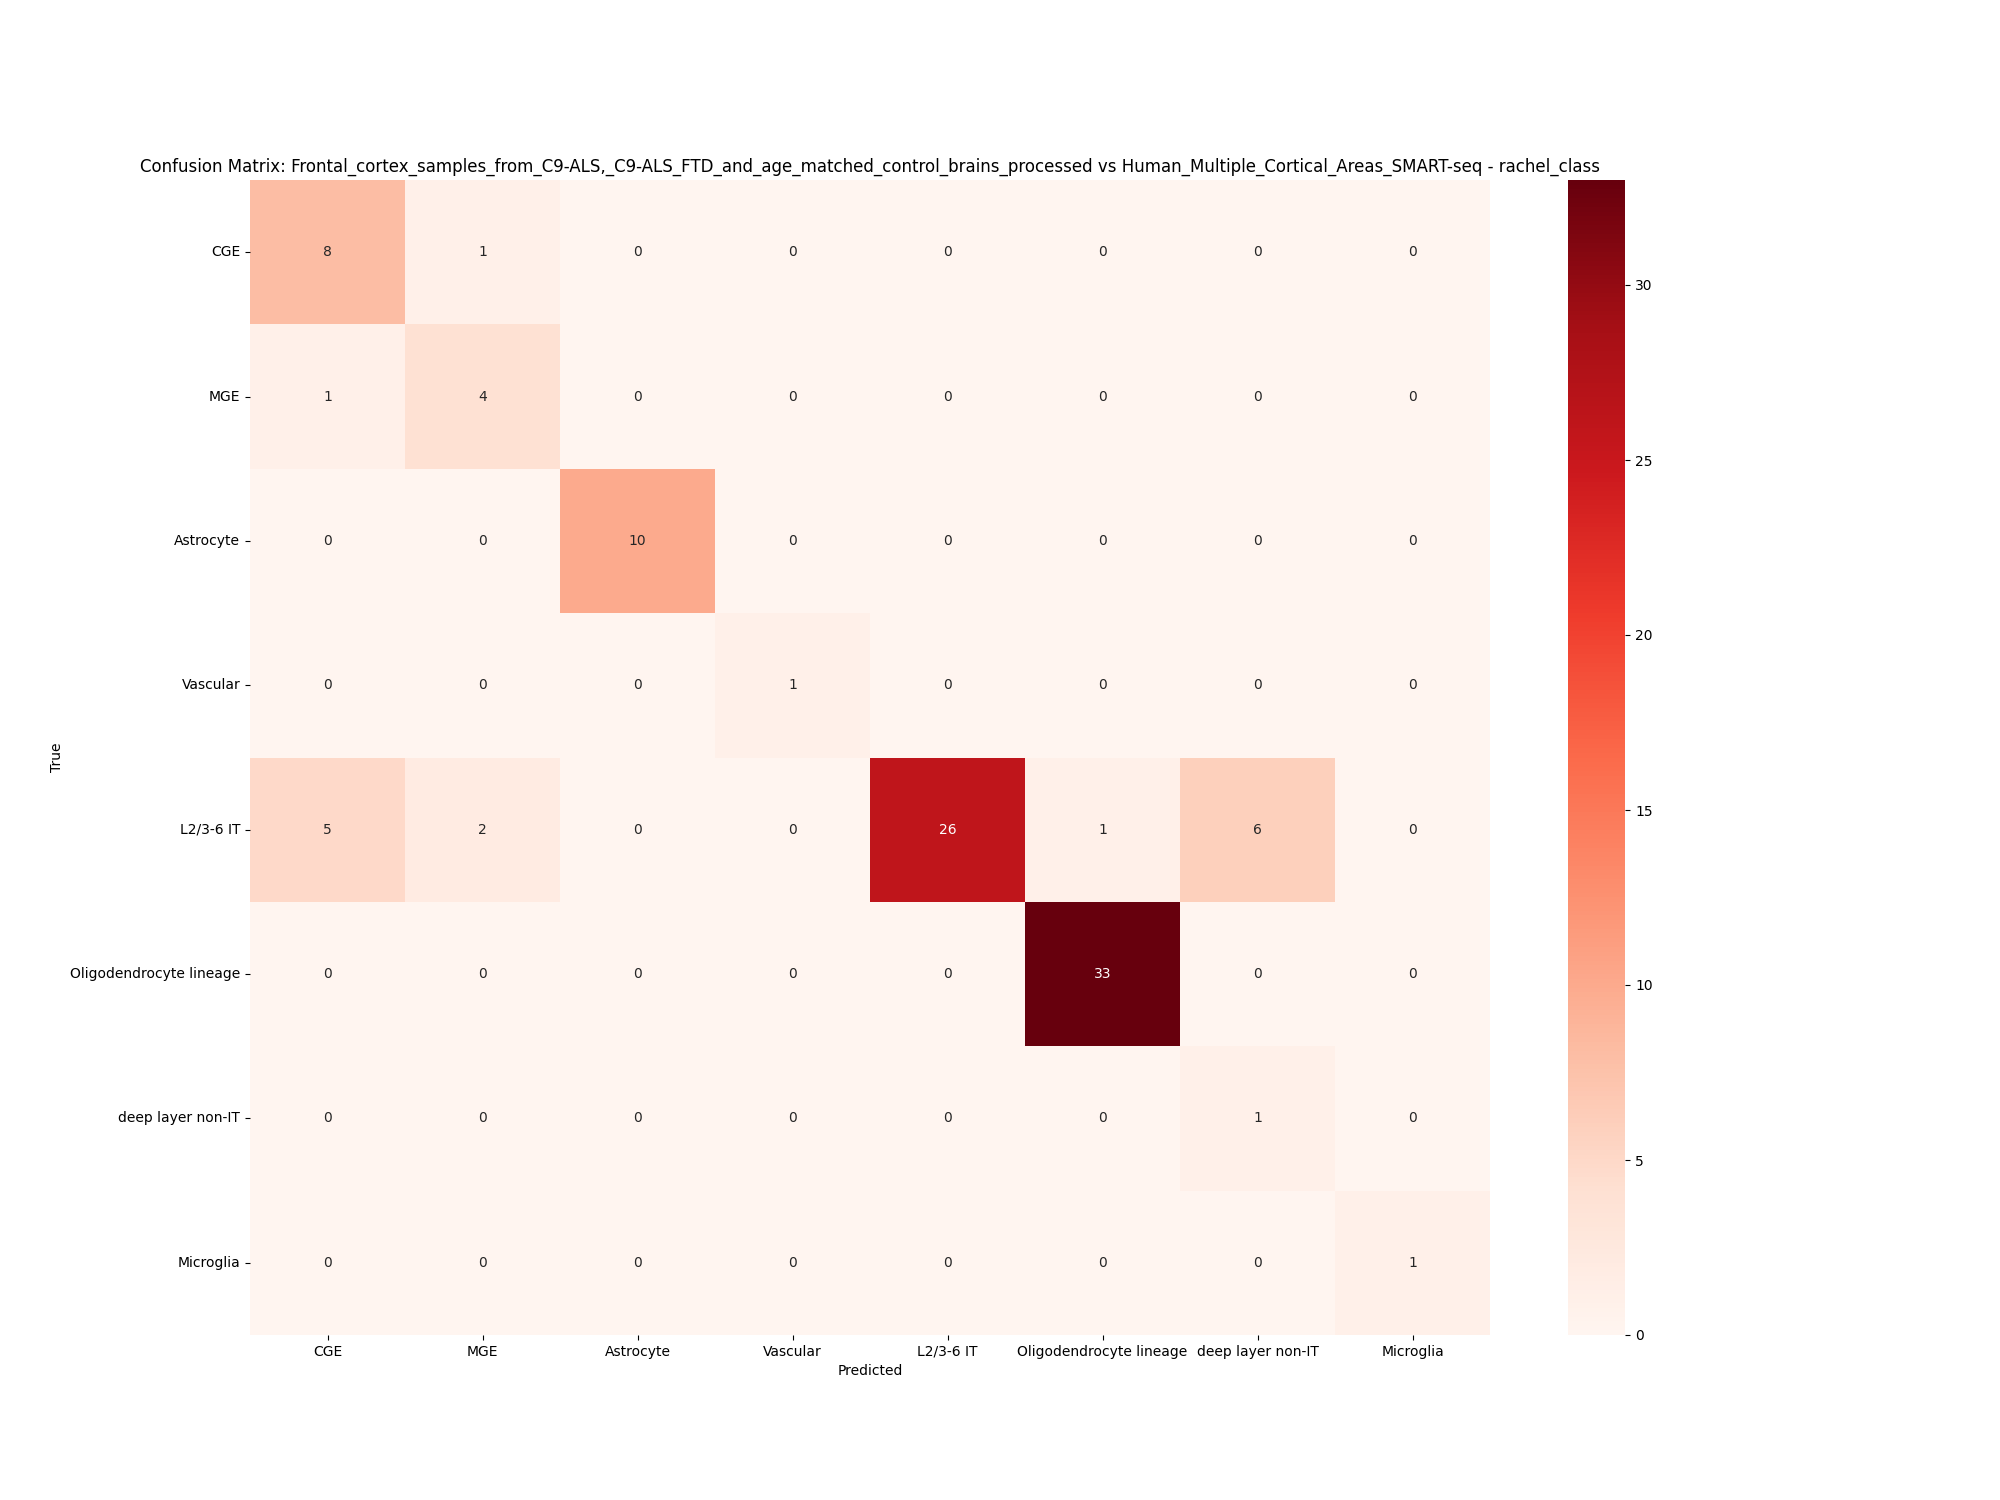 Confusion Matrix: Frontal_cortex_samples_from_C9-ALS,_C9-ALS_FTD_and_age_matched_control_brains_processed vs Human_Multiple_Cortical_Areas_SMART-seq - rachel_class
CGE 8 1 0 0 0 0 0 0
30
MGE 1 4 0 0 0 0 0 0
25
Astrocyte 0 0 10 0 0 0 0 0
20
Vascular 0 0 0 1 0 0 0 0
True
15
L2/3-6 IT 5 2 0 0 26 1 6 0
Oligodendrocyte lineage 0 0 0 0 0 33 0 0
10
deep layer non-IT 0 0 0 0 0 0 1 0
5
Microglia 0 0 0 0 0 0 0 1
0
CGE MGE Astrocyte Vascular L2/3-6 IT Oligodendrocyte lineage deep layer non-IT Microglia
Predicted